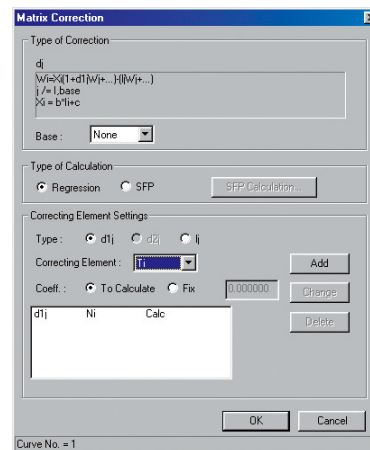 Matrix Correction
Type of Correction
dj
Wi=Xi(1+d1jWj+...)-(ljWj+...)
j /= l,base
Xi = b*Ii+c
Base : None
Type of Calculation
Regression SFP SFP Calculation...
Correcting Element Settings
Type : d1j d2j lj
Correcting Element : Ti Add
Coeff. : To Calculate Fix 0.000000 Change
d1j Ni Calc Delete
OK Cancel
Curve No. = 1